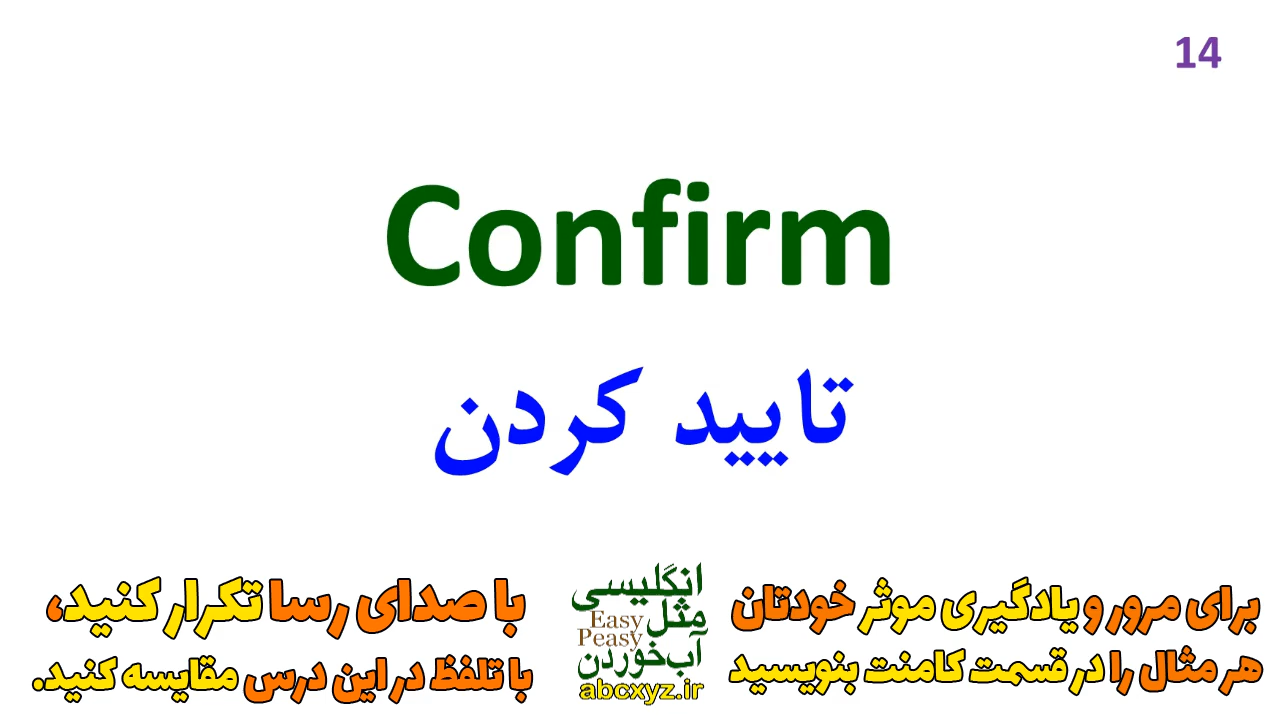 14
Confirm
تایید کردن
برای مرور و یادگیری موثر خودتان
هر مثال را در قسمت کامنت بنویسید
انگلیسی
مثل
Easy
Peasy
آب خوردن
abcxyz.ir
با صدای رسا تکرار کنید،
با تلفظ در این درس مقایسه کنید.